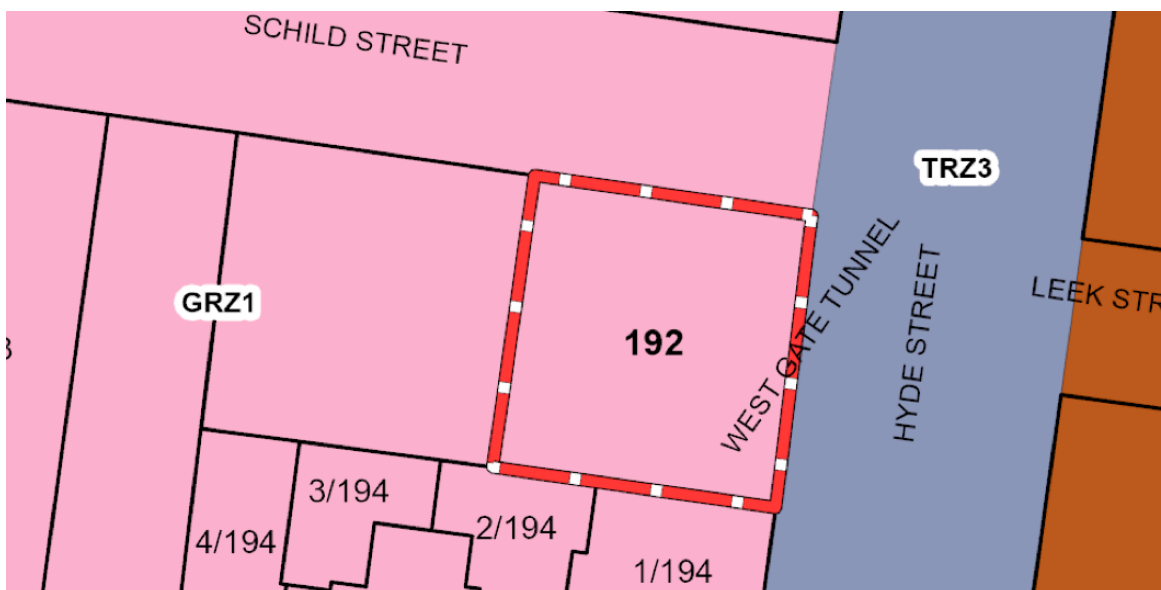 SCHILD STREET
TRZ3
GRZ1
LEEK STR
192
WEST GATE TUNNEL
HYDE STREET
3/194
2/194
4/194
1/194